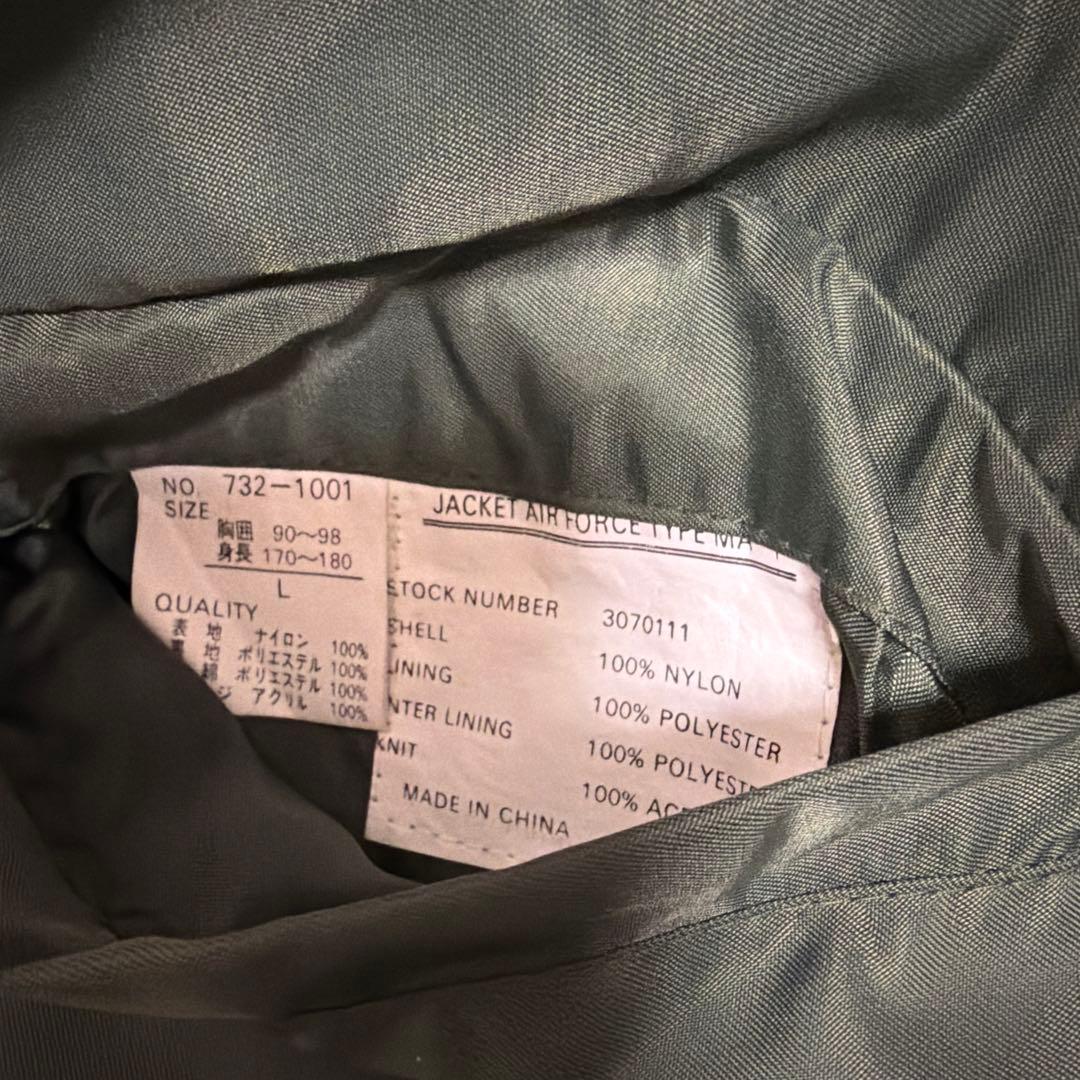 NO. 732-1001
SIZE
胸囲 90~98
身長 170~180
L
QUALITY
表 地 ナイロン 100%
地 ポリエステル 100%
綿 ポリエステル 100%
ジ アクリル 100%
JACKET AIR FORCE TYPE MA
STOCK NUMBER 3070111
SHELL 100% NYLON
LINING 100% POLYESTER
NTER LINING 100% POLYEST
KNIT 100% AC
MADE IN CHINA